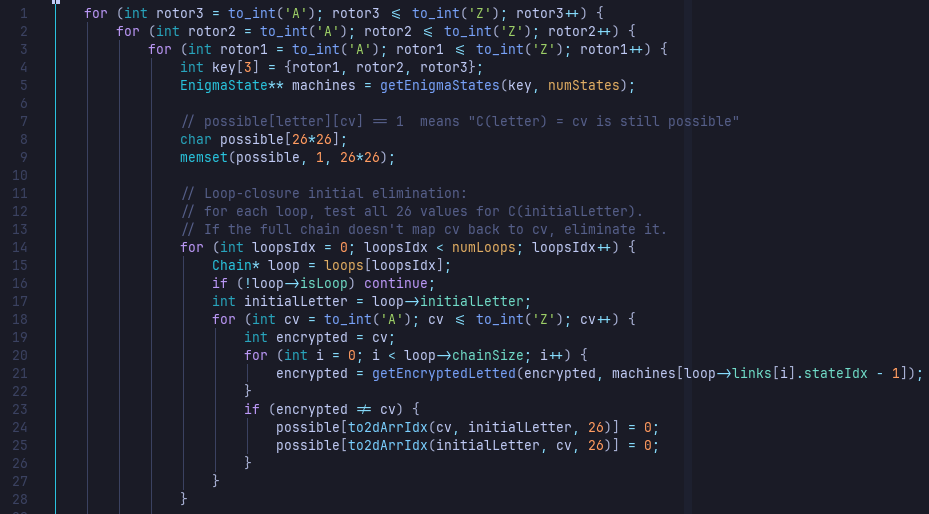 1 for (int rotor3 = to_int('A'); rotor3 <= to_int('Z'); rotor3++) {
2 for (int rotor2 = to_int('A'); rotor2 <= to_int('Z'); rotor2++) {
3 for (int rotor1 = to_int('A'); rotor1 <= to_int('Z'); rotor1++) {
4 int key[3] = {rotor1, rotor2, rotor3};
5 EnigmaState** machines = getEnigmaStates(key, numStates);
6
7 // possible[letter][cv] == 1  means "C(letter) = cv is still possible"
8 char possible[26*26];
9 memset(possible, 1, 26*26);
10
11 // Loop-closure initial elimination:
12 // for each loop, test all 26 values for C(initialLetter).
13 // If the full chain doesn't map cv back to cv, eliminate it.
14 for (int loopsIdx = 0; loopsIdx < numLoops; loopsIdx++) {
15 Chain* loop = loops[loopsIdx];
16 if (!loop->isLoop) continue;
17 int initialLetter = loop->initialLetter;
18 for (int cv = to_int('A'); cv <= to_int('Z'); cv++) {
19 int encrypted = cv;
20 for (int i = 0; i < loop->chainSize; i++) {
21 encrypted = getEncryptedLetted(encrypted, machines[loop->links[i].stateIdx - 1]);
22 }
23 if (encrypted != cv) {
24 possible[to2dArrIdx(cv, initialLetter, 26)] = 0;
25 possible[to2dArrIdx(initialLetter, cv, 26)] = 0;
26 }
27 }
28 }